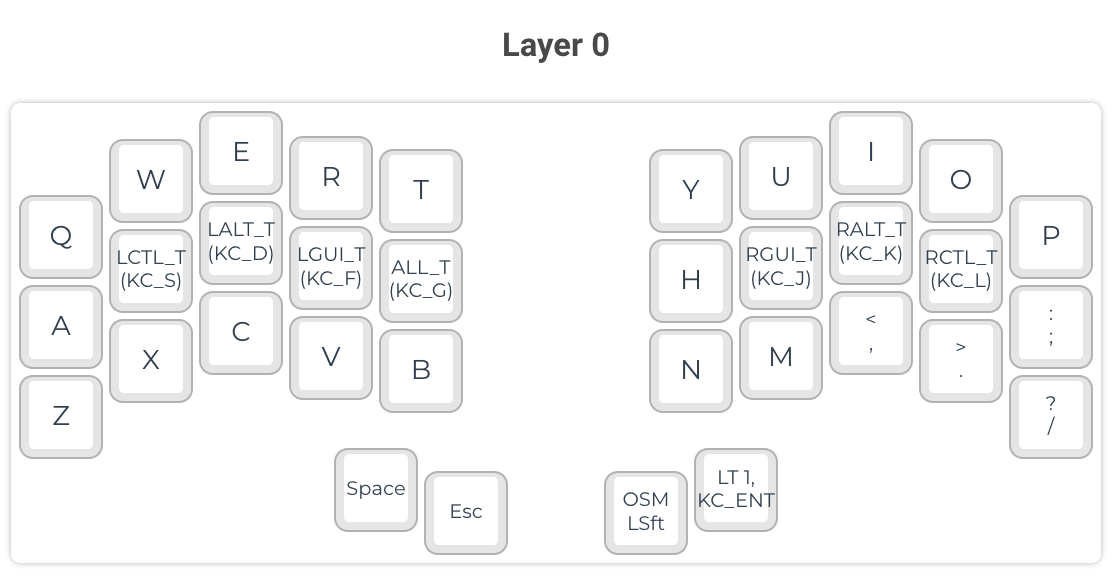 Layer 0
Q
W
E
R
T
Y
U
I
O
P
A
LCTL_T
(KC_S)
LALT_T
(KC_D)
LGUI_T
(KC_F)
ALL_T
(KC_G)
H
RGUI_T
(KC_J)
RALT_T
(KC_K)
RCTL_T
(KC_L)
:
;
Z
X
C
V
B
N
M
<
,
>
.
?
/
Space
Esc
OSM
LSft
LT 1,
KC_ENT